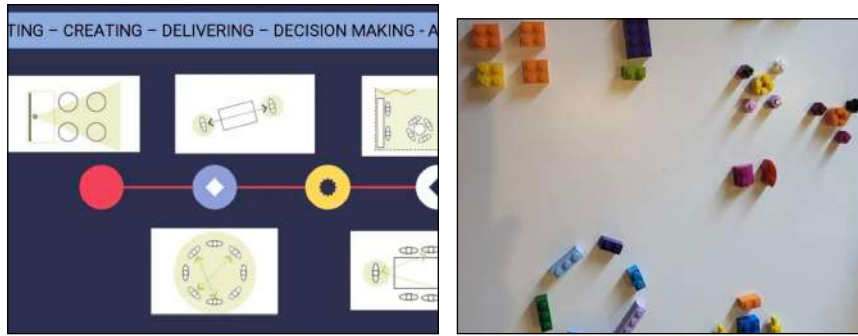 TING – CREATING – DELIVERING – DECISION MAKING - A